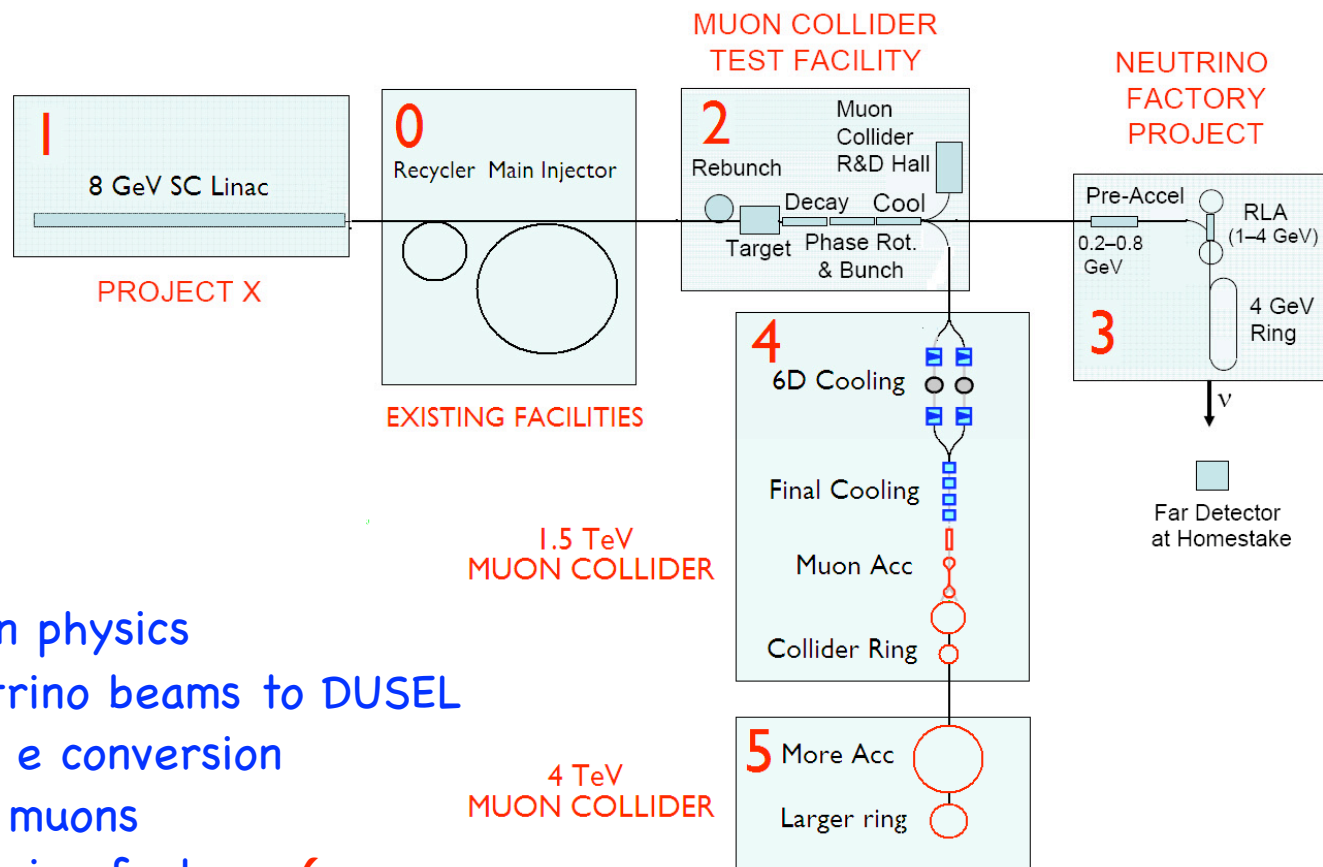 MUON COLLIDER
TEST FACILITY
NEUTRINO
FACTORY
PROJECT
1
8 GeV SC Linac
PROJECT X
0
Recycler Main Injector
EXISTING FACILITIES
2
Muon
Collider
R&D Hall
Rebunch
Decay
Cool
Target
Phase Rot.
& Bunch
Pre-Accel
0.2–0.8
GeV
RLA
(1–4 GeV)
4 GeV
Ring
3
ν
Far Detector
at Homestake
4
6D Cooling
Final Cooling
1.5 TeV
MUON COLLIDER
Muon Acc
Collider Ring
5
More Acc
4 TeV
MUON COLLIDER
Larger ring
n physics
trino beams to DUSEL
e conversion
muons